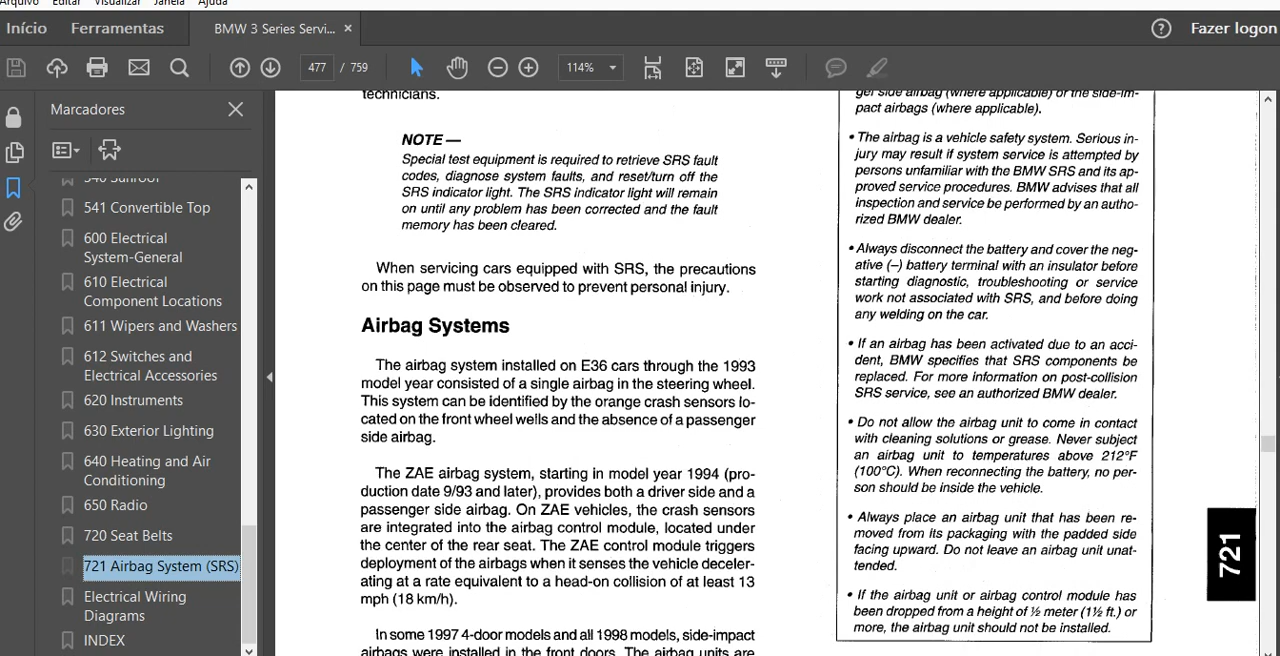 Arquivo Editar Visualizar Janela Ajuda
Início Ferramentas BMW 3 Series Servi... × ? Fazer logon
477 / 759 114%
Marcadores
540 Sunroof
541 Convertible Top
600 Electrical
System-General
610 Electrical
Component Locations
611 Wipers and Washers
612 Switches and
Electrical Accessories
620 Instruments
630 Exterior Lighting
640 Heating and Air
Conditioning
650 Radio
720 Seat Belts
721 Airbag System (SRS)
Electrical Wiring
Diagrams
INDEX
technicians.
NOTE —
Special test equipment is required to retrieve SRS fault
codes, diagnose system faults, and reset/turn off the
SRS indicator light. The SRS indicator light will remain
on until any problem has been corrected and the fault
memory has been cleared.
When servicing cars equipped with SRS, the precautions
on this page must be observed to prevent personal injury.
Airbag Systems
The airbag system installed on E36 cars through the 1993
model year consisted of a single airbag in the steering wheel.
This system can be identified by the orange crash sensors lo-
cated on the front wheel wells and the absence of a passenger
side airbag.
The ZAE airbag system, starting in model year 1994 (pro-
duction date 9/93 and later), provides both a driver side and a
passenger side airbag. On ZAE vehicles, the crash sensors
are integrated into the airbag control module, located under
the center of the rear seat. The ZAE control module triggers
deployment of the airbags when it senses the vehicle deceler-
ating at a rate equivalent to a head-on collision of at least 13
mph (18 km/h).
In some 1997 4-door models and all 1998 models, side-impact
airbags were installed in the front doors. The airbag units are
ger side airbag (where applicable) or the side-im-
pact airbags (where applicable).
• The airbag is a vehicle safety system. Serious in-
jury may result if system service is attempted by
persons unfamiliar with the BMW SRS and its ap-
proved service procedures. BMW advises that all
inspection and service be performed by an autho-
rized BMW dealer.
• Always disconnect the battery and cover the neg-
ative (–) battery terminal with an insulator before
starting diagnostic, troubleshooting or service
work not associated with SRS, and before doing
any welding on the car.
• If an airbag has been activated due to an acci-
dent, BMW specifies that SRS components be
replaced. For more information on post-collision
SRS service, see an authorized BMW dealer.
• Do not allow the airbag unit to come in contact
with cleaning solutions or grease. Never subject
an airbag unit to temperatures above 212°F
(100°C). When reconnecting the battery, no per-
son should be inside the vehicle.
• Always place an airbag unit that has been re-
moved from its packaging with the padded side
facing upward. Do not leave an airbag unit unat-
tended.
• If the airbag unit or airbag control module has
been dropped from a height of ½ meter (1½ ft.) or
more, the airbag unit should not be installed.
721